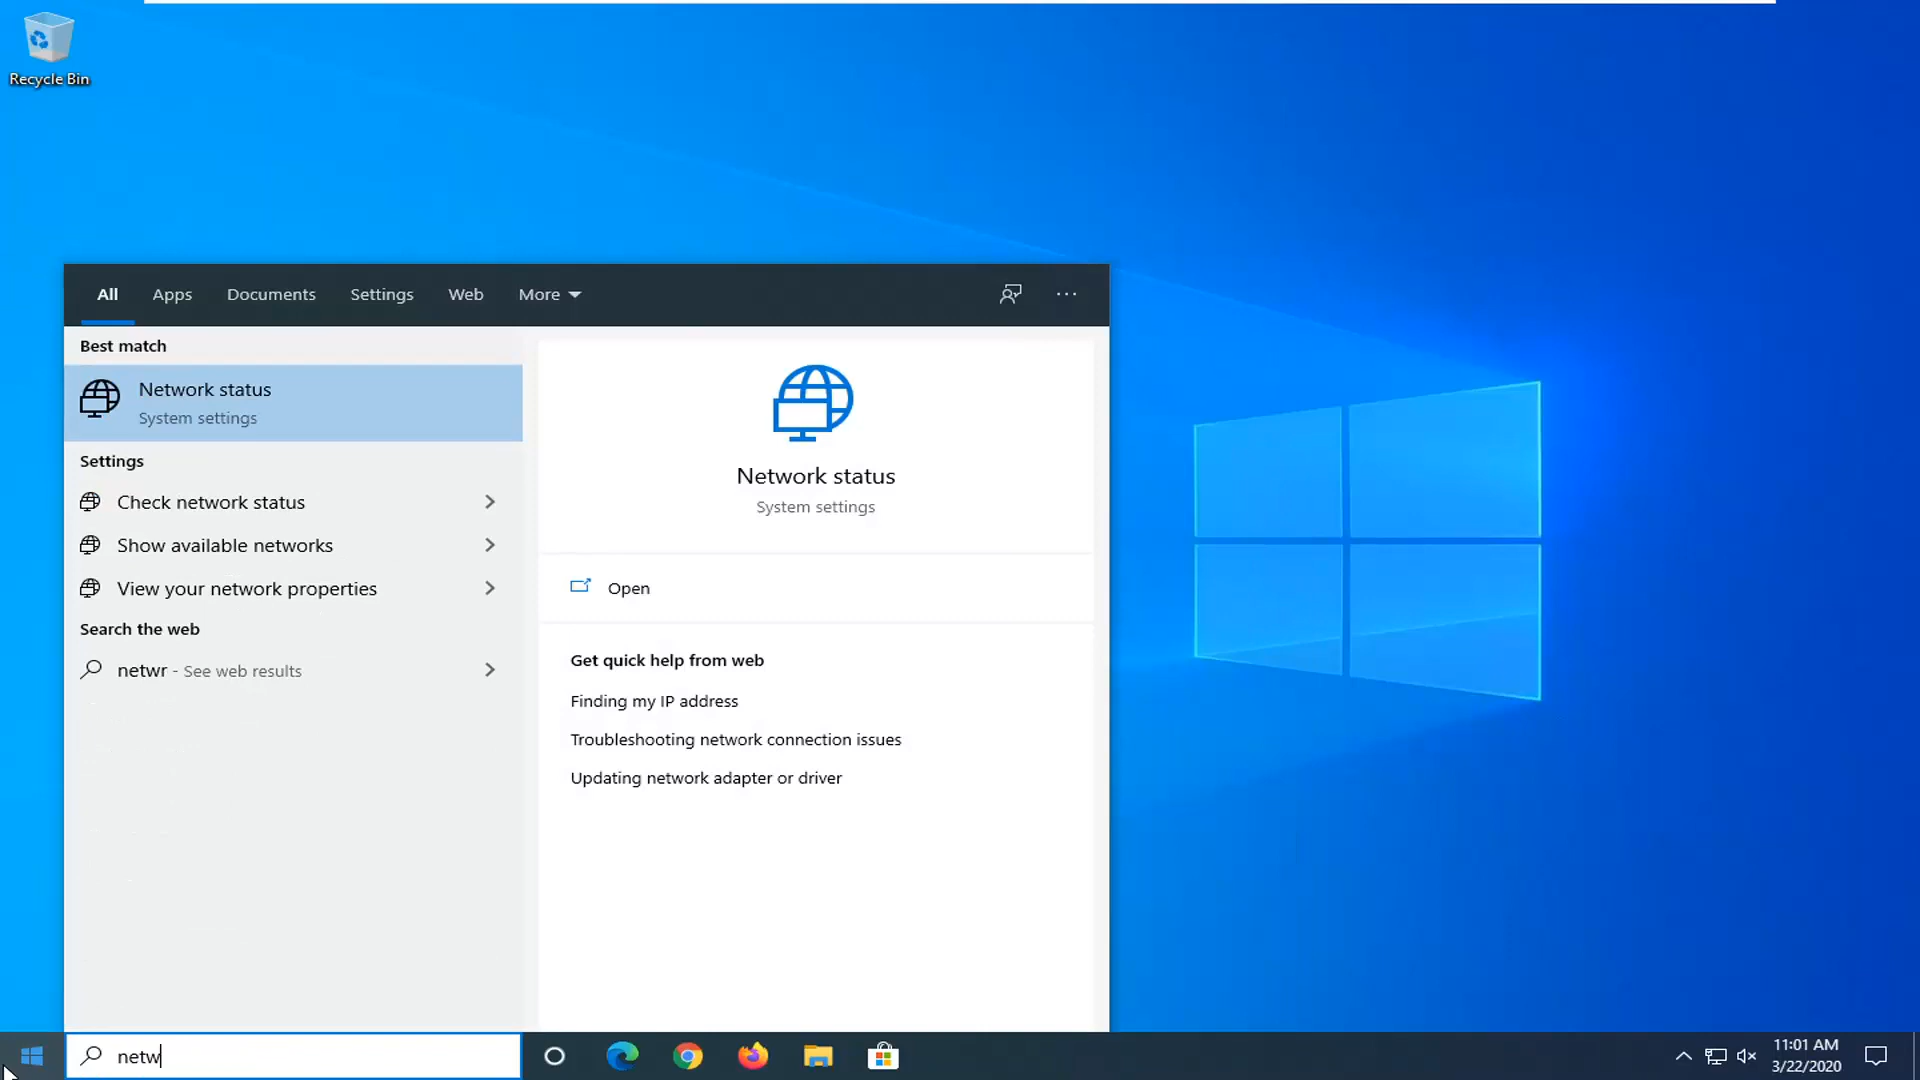 Recycle Bin
All Apps Documents Settings Web More
Best match
Network status
System settings
Settings
Check network status
Show available networks
View your network properties
Search the web
netwr - See web results
Network status
System settings
Open
Get quick help from web
Finding my IP address
Troubleshooting network connection issues
Updating network adapter or driver
netw
11:01 AM
3/22/2020